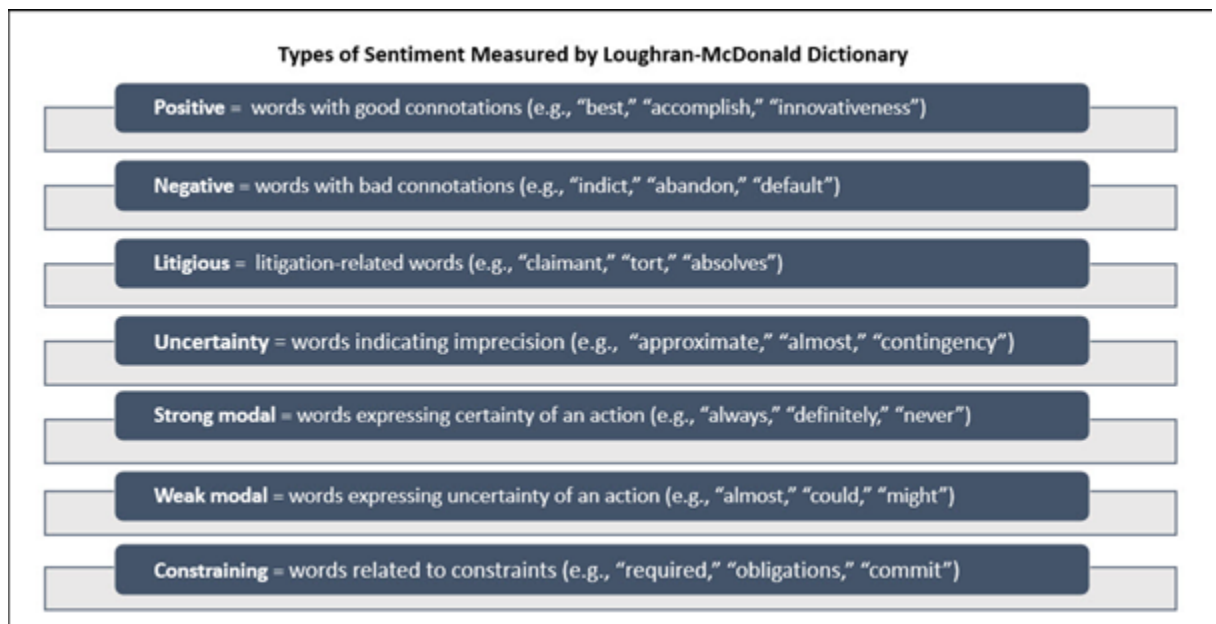 Types of Sentiment Measured by Loughran-McDonald Dictionary
Positive = words with good connotations (e.g., “best,” “accomplish,” “innovativeness”)
Negative = words with bad connotations (e.g., “indict,” “abandon,” “default”)
Litigious = litigation-related words (e.g., “claimant,” “tort,” “absolves”)
Uncertainty = words indicating imprecision (e.g., “approximate,” “almost,” “contingency”)
Strong modal = words expressing certainty of an action (e.g., “always,” “definitely,” “never”)
Weak modal = words expressing uncertainty of an action (e.g., “almost,” “could,” “might”)
Constraining = words related to constraints (e.g., “required,” “obligations,” “commit”)